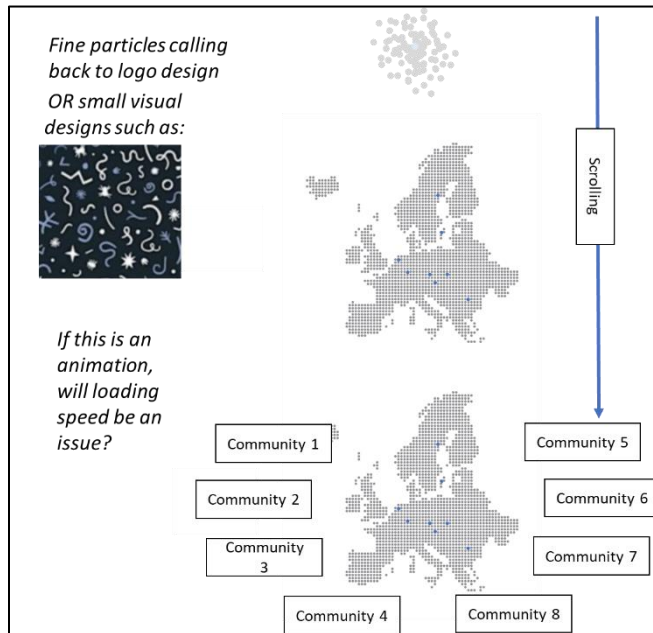 Fine particles calling
back to logo design
OR small visual
designs such as:
Scrolling
If this is an
animation,
will loading
speed be an
issue?
Community 1
Community 2
Community
3
Community 4
Community 5
Community 6
Community 7
Community 8